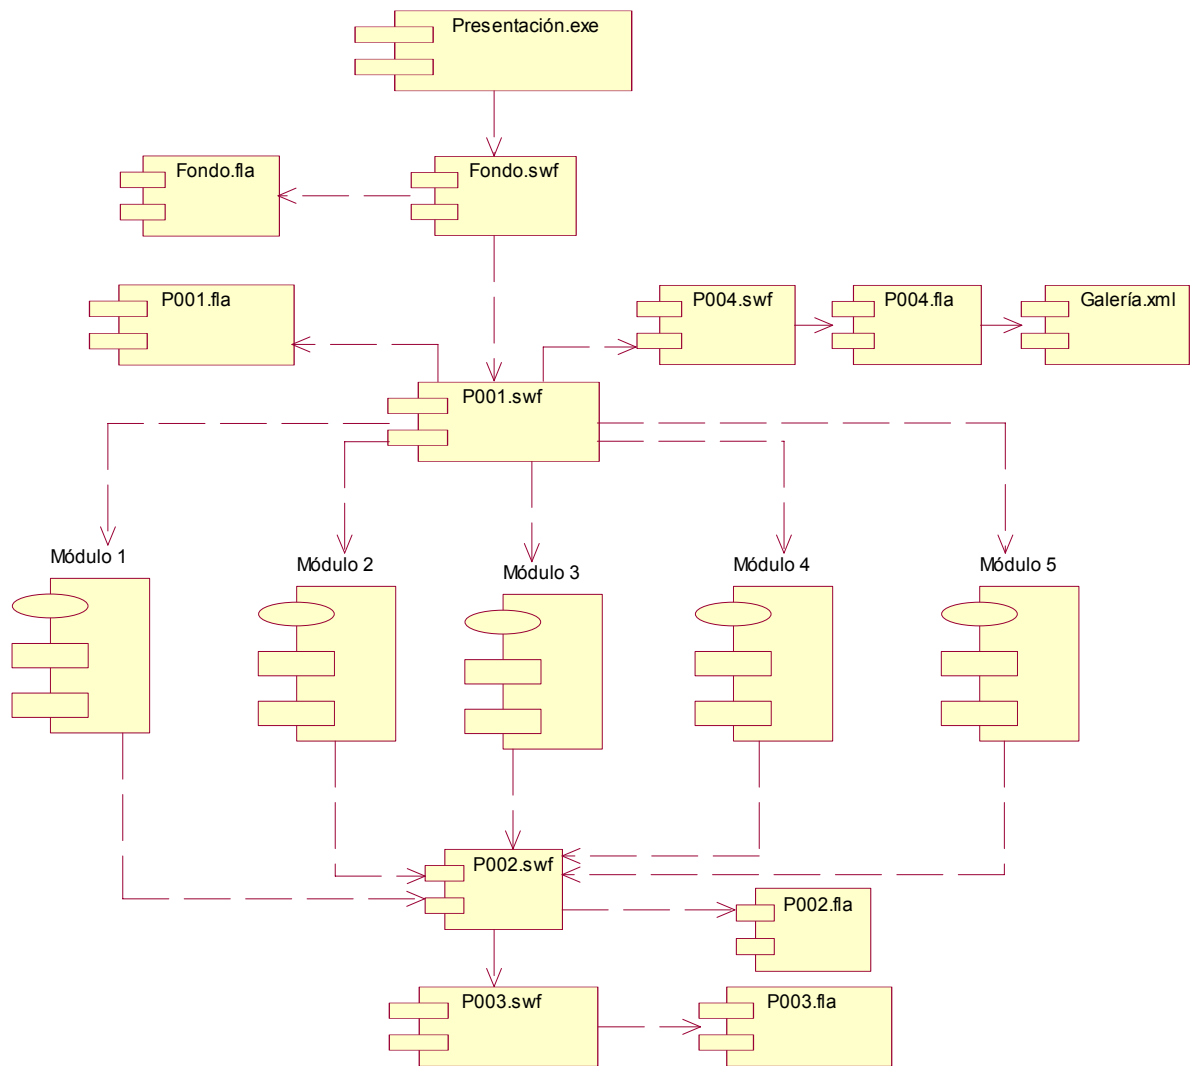 Presentación.exe
Fondo.fla
Fondo.swf
P001.fla
P004.swf
P004.fla
Galería.xml
P001.swf
Módulo 1
Módulo 2
Módulo 3
Módulo 4
Módulo 5
P002.swf
P002.fla
P003.swf
P003.fla